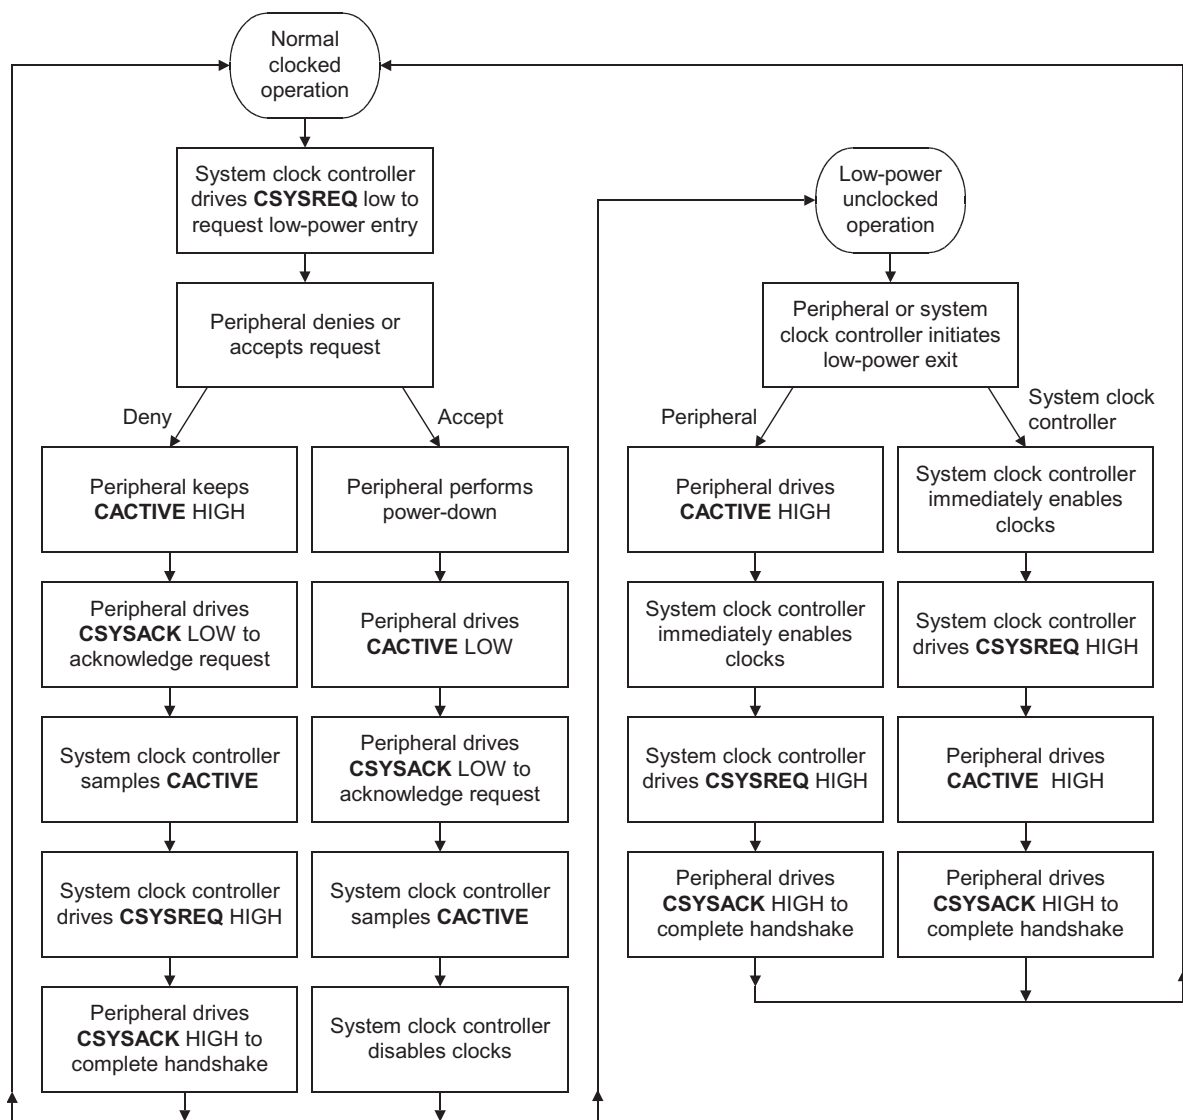 Normal
clocked
operation
System clock controller
drives CSYSREQ low to
request low-power entry
Peripheral denies or
accepts request
Deny
Accept
Peripheral keeps
CACTIVE HIGH
Peripheral drives
CSYSACK LOW to
acknowledge request
System clock controller
samples CACTIVE
System clock controller
drives CSYSREQ HIGH
Peripheral drives
CSYSACK HIGH to
complete handshake
Peripheral performs
power-down
Peripheral drives
CACTIVE LOW
Peripheral drives
CSYSACK LOW to
acknowledge request
System clock controller
samples CACTIVE
System clock controller
disables clocks
Low-power
unclocked
operation
Peripheral or system
clock controller initiates
low-power exit
Peripheral
System clock
controller
Peripheral drives
CACTIVE HIGH
System clock controller
immediately enables
clocks
System clock controller
drives CSYSREQ HIGH
Peripheral drives
CSYSACK HIGH to
complete handshake
System clock controller
immediately enables
clocks
System clock controller
drives CSYSREQ HIGH
Peripheral drives
CACTIVE HIGH
Peripheral drives
CSYSACK HIGH to
complete handshake